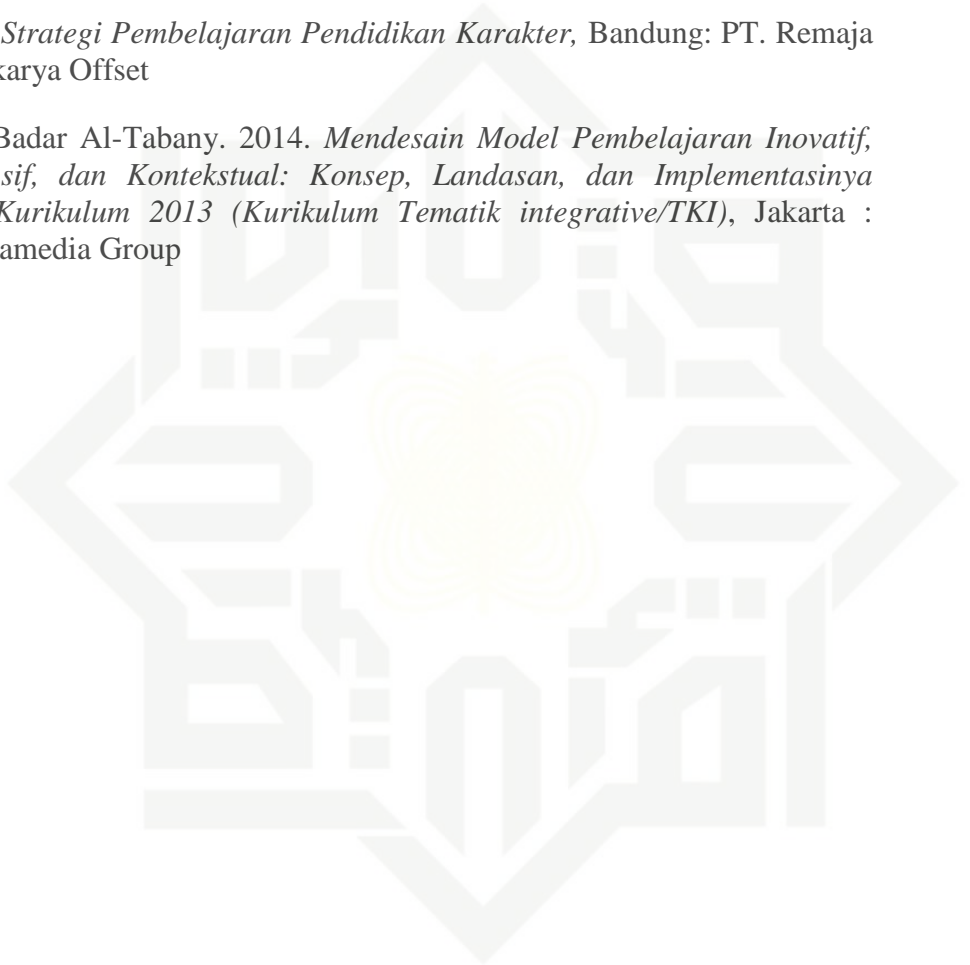 Strategi Pembelajaran Pendidikan Karakter, Bandung: PT. Remaja
karya Offset
Badar Al-Tabany. 2014. Mendesain Model Pembelajaran Inovatif,
sif, dan Kontekstual: Konsep, Landasan, dan Implementasinya
Kurikulum 2013 (Kurikulum Tematik integrative/TKI), Jakarta :
amedia Group